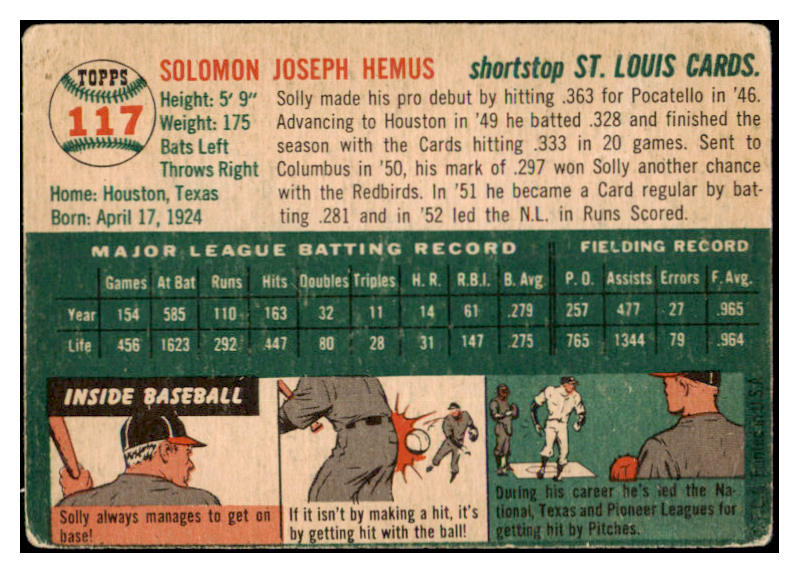 TOPPS
117
SOLOMON JOSEPH HEMUS
shortstop ST. LOUIS CARDS.
Height: 5' 9"
Weight: 175
Bats Left
Throws Right
Home: Houston, Texas
Born: April 17, 1924
Solly made his pro debut by hitting .363 for Pocatello in '46.
Advancing to Houston in '49 he batted .328 and finished the
season with the Cards hitting .333 in 20 games. Sent to
Columbus in '50, his mark of .297 won Solly another chance
with the Redbirds. In '51 he became a Card regular by bat-
ting .281 and in '52 led the N.L. in Runs Scored.
MAJOR LEAGUE BATTING RECORD FIELDING RECORD
Games At Bat Runs Hits Doubles Triples H. R. R.B.I. B. Avg. P. O. Assists Errors F. Avg.
Year 154 585 110 163 32 11 14 61 .279 257 477 27 .965
Life 456 1623 292 .447 80 28 31 147 .275 765 1344 79 .964
INSIDE BASEBALL
Solly always manages to get on
base!
If it isn't by making a hit, it's
by getting hit with the ball!
During his career he's led the Na-
tional, Texas and Pioneer Leagues for
getting hit by Pitches.
U.S.A.